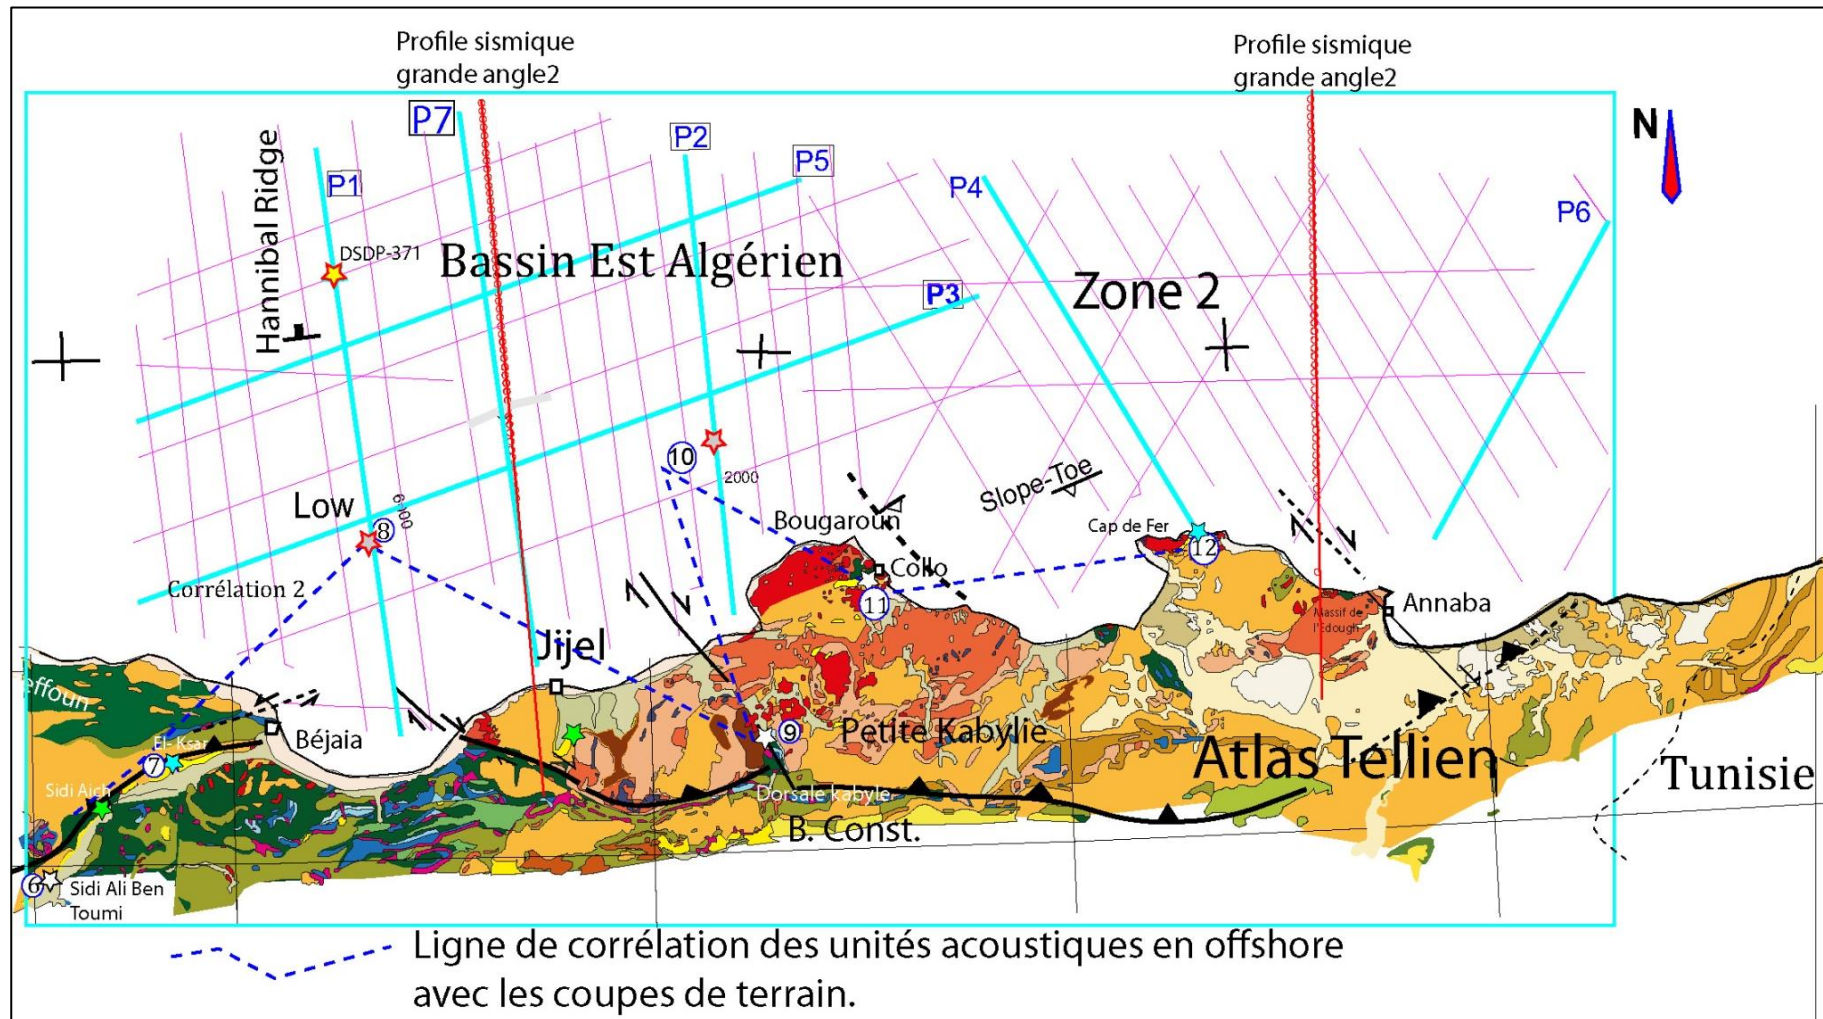 Profile sismique
grande angle2
Profile sismique
grande angle2
P7
P2
P5
P1
P4
P6
N
Hannibal Ridge
DSDP-371
Bassin Est Algérien
Zone 2
P3
10
2000
Slope-Toe
Low
8
Bougaroun
Cap de Fer
12
Collo
Corrélation 2
11
Annaba
Massif de
l'Edough
Jijel
effoun
Béjaia
El- Ksar
7
9
Petite Kabylie
Atlas Tellien
Tunisie
Sidi Aich
Dorsale kabyle
B. Const.
6
Sidi Ali Ben
Toumi
Ligne de corrélation des unités acoustiques en offshore
avec les coupes de terrain.